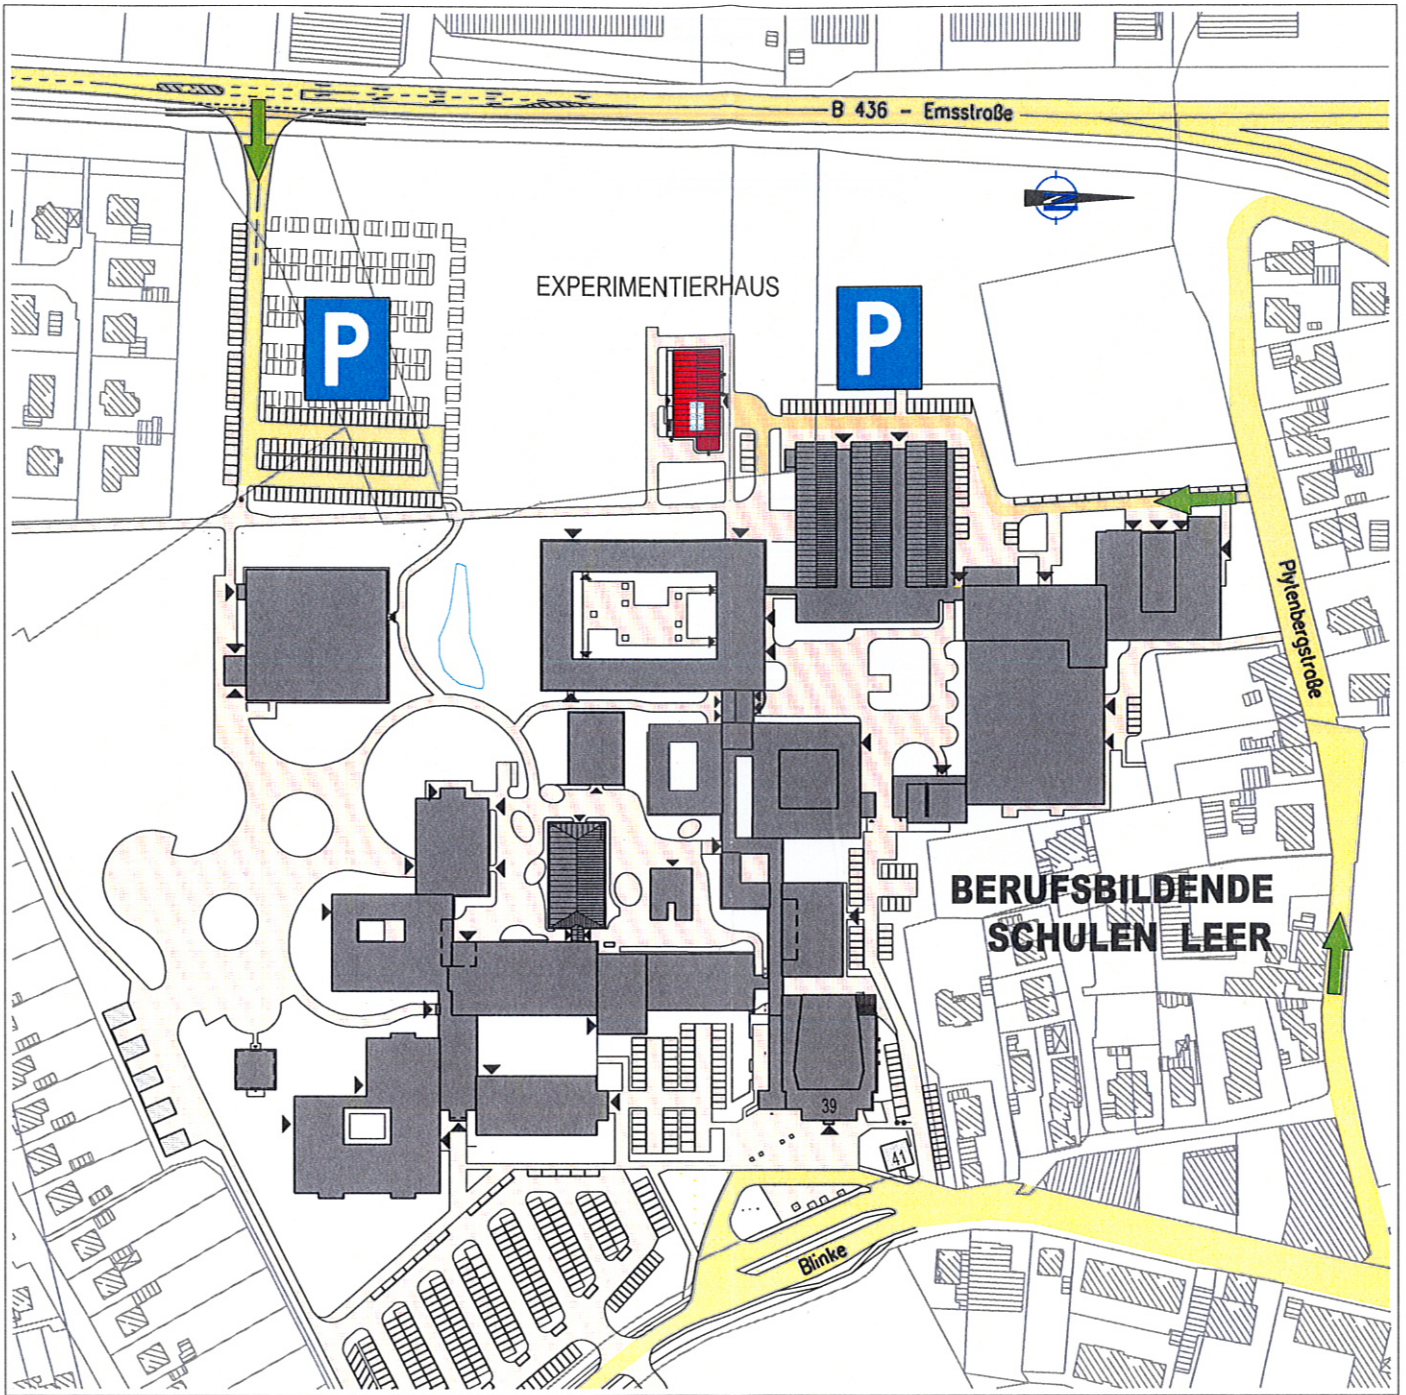 B 436 - Emsstraße
EXPERIMENTIERHAUS
P
P
Plytenbergstraße
BERUFSBILDENDE
SCHULEN LEER
39
41
Blinke